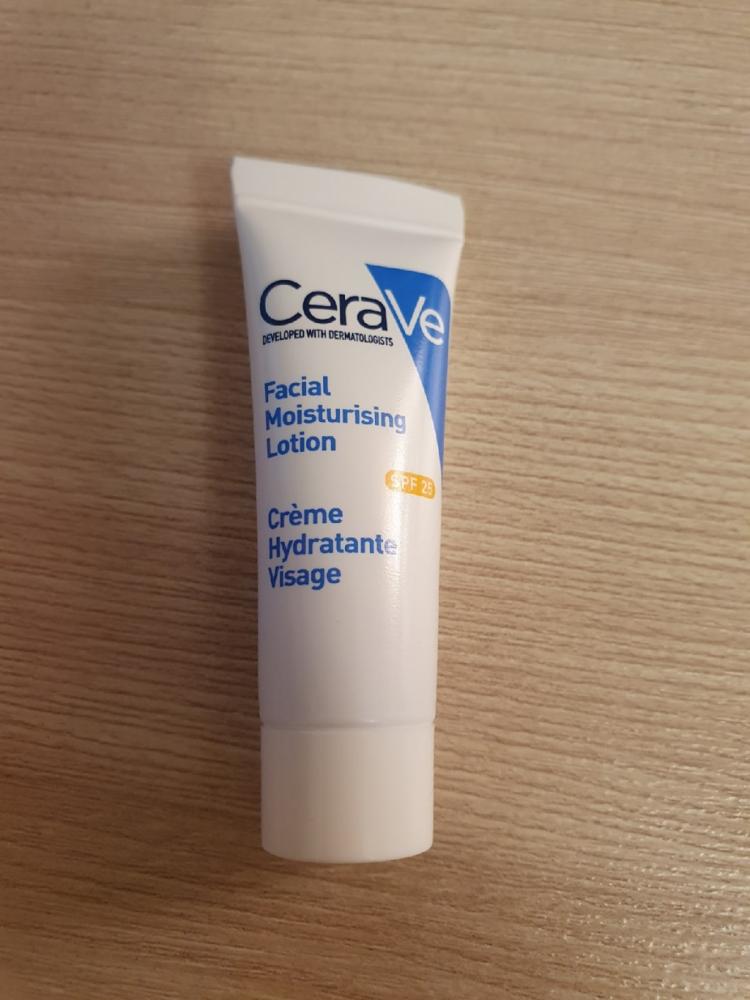 CeraVe
DEVELOPED WITH DERMATOLOGISTS
Facial
Moisturising
Lotion
SPF 25
Crème
Hydratante
Visage